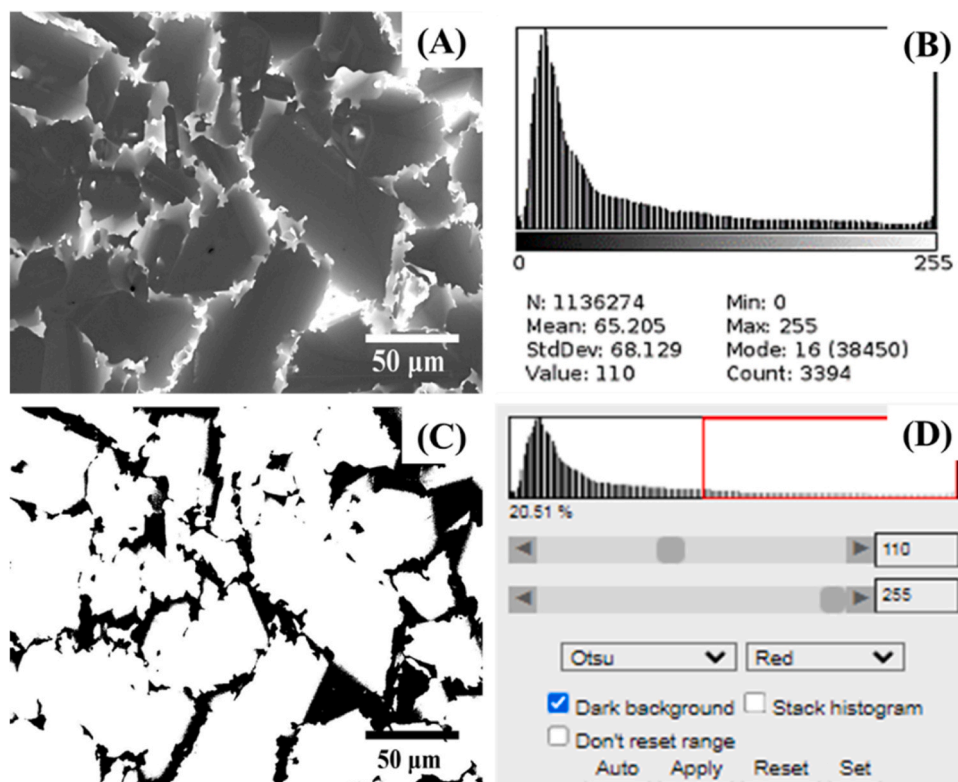 (A)
50 µm
(B)
0 255
N: 1136274 Min: 0
Mean: 65.205 Max: 255
StdDev: 68.129 Mode: 16 (38450)
Value: 110 Count: 3394
(C)
50 µm
(D)
20.51 %
110
255
Otsu Red
Dark background Stack histogram
Don't reset range
Auto Apply Reset Set